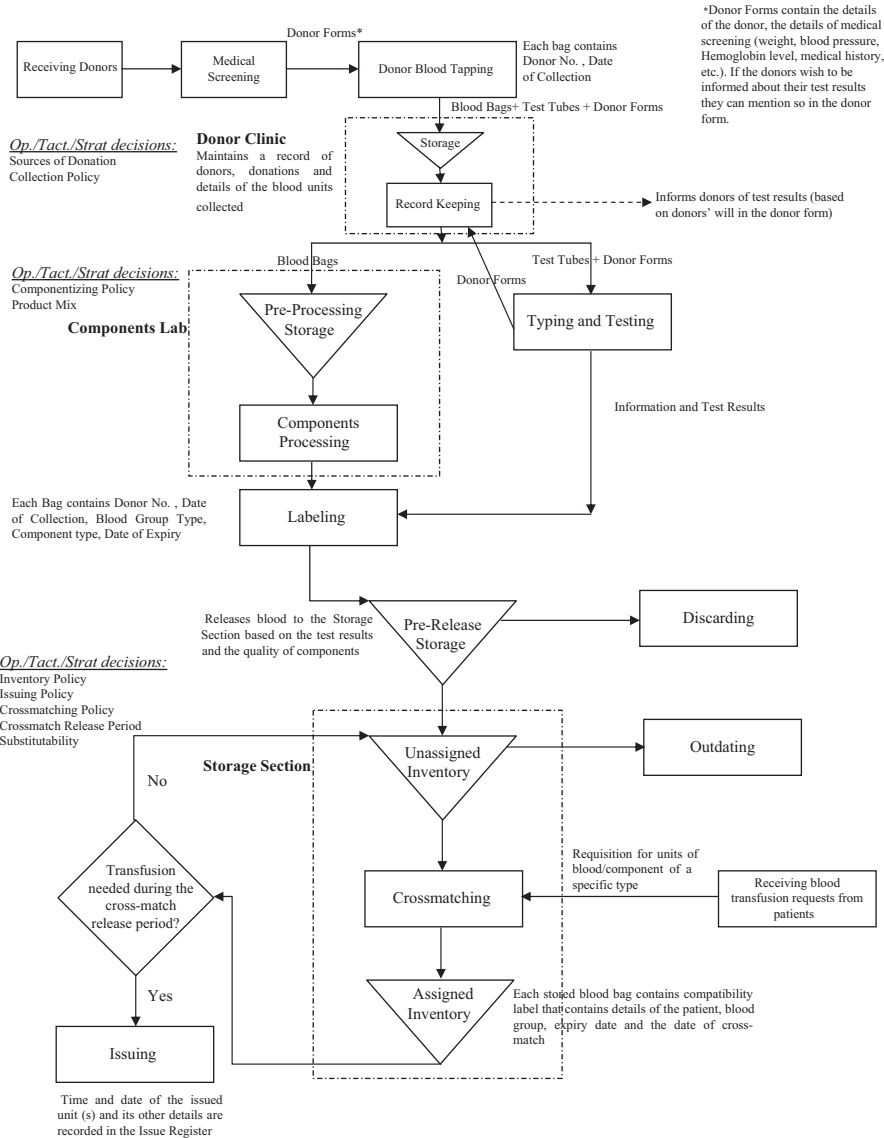 *Donor Forms contain the details
of the donor, the details of medical
screening (weight, blood pressure,
Hemoglobin level, medical history,
etc.). If the donors wish to be
informed about their test results
they can mention so in the donor
form.
Receiving Donors
Medical
Screening
Donor Forms*
Donor Blood Tapping
Each bag contains
Donor No. , Date
of Collection
Blood Bags+ Test Tubes + Donor Forms
Op./Tact./Strat decisions:
Sources of Donation
Collection Policy
Donor Clinic
Maintains a record of
donors, donations and
details of the blood units
collected
Storage
Record Keeping
Informs donors of test results (based
on donors’ will in the donor form)
Blood Bags
Test Tubes + Donor Forms
Donor Forms
Op./Tact./Strat decisions:
Componentizing Policy
Product Mix
Components Lab
Pre-Processing
Storage
Typing and Testing
Components
Processing
Information and Test Results
Each Bag contains Donor No. , Date
of Collection, Blood Group Type,
Component type, Date of Expiry
Labeling
Releases blood to the Storage
Section based on the test results
and the quality of components
Pre-Release
Storage
Discarding
Op./Tact./Strat decisions:
Inventory Policy
Issuing Policy
Crossmatching Policy
Crossmatch Release Period
Substitutability
Storage Section
Unassigned
Inventory
Outdating
No
Transfusion
needed during the
cross-match
release period?
Crossmatching
Requisition for units of
blood/component of a
specific type
Receiving blood
transfusion requests from
patients
Assigned
Inventory
Each stored blood bag contains compatibility
label that contains details of the patient, blood
group, expiry date and the date of cross-
match
Yes
Issuing
Time and date of the issued
unit (s) and its other details are
recorded in the Issue Register